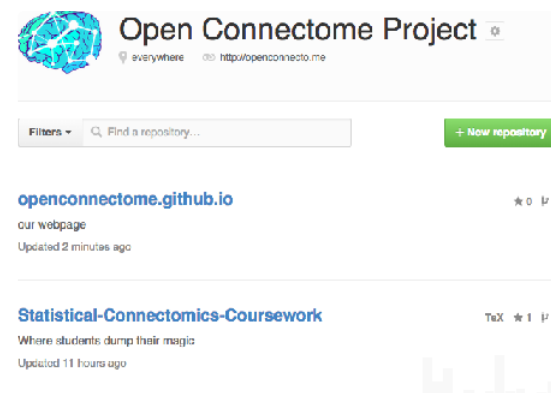 Open Connectome Project
everywhere http://openconnecto.me
Filters Find a repository... + New repository
openconnectome.github.io 0
our webpage
Updated 2 minutes ago
Statistical-Connectomics-Coursework TeX 1
Where students dump their magic
Updated 11 hours ago